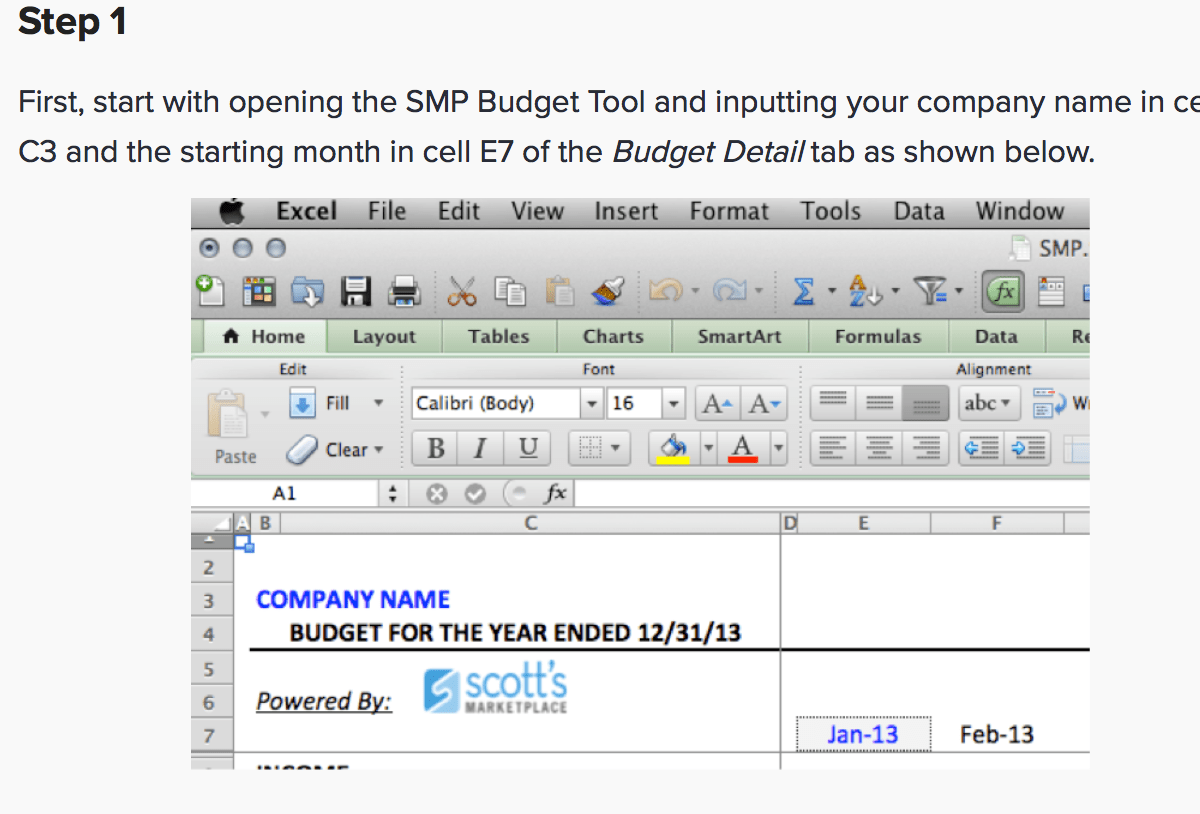 Step 1
First, start with opening the SMP Budget Tool and inputting your company name in ce
C3 and the starting month in cell E7 of the Budget Detail tab as shown below.
Excel File Edit View Insert Format Tools Data Window
SMP.
fx
Home Layout Tables Charts SmartArt Formulas Data Re
Edit Font Alignment
Fill Calibri (Body) 16 A A abc Wr
Paste Clear B I U A
A1 fx
A B C D E F
2
3 COMPANY NAME
4 BUDGET FOR THE YEAR ENDED 12/31/13
5 scott's
MARKETPLACE
6 Powered By:
7 Jan-13 Feb-13
INCOME